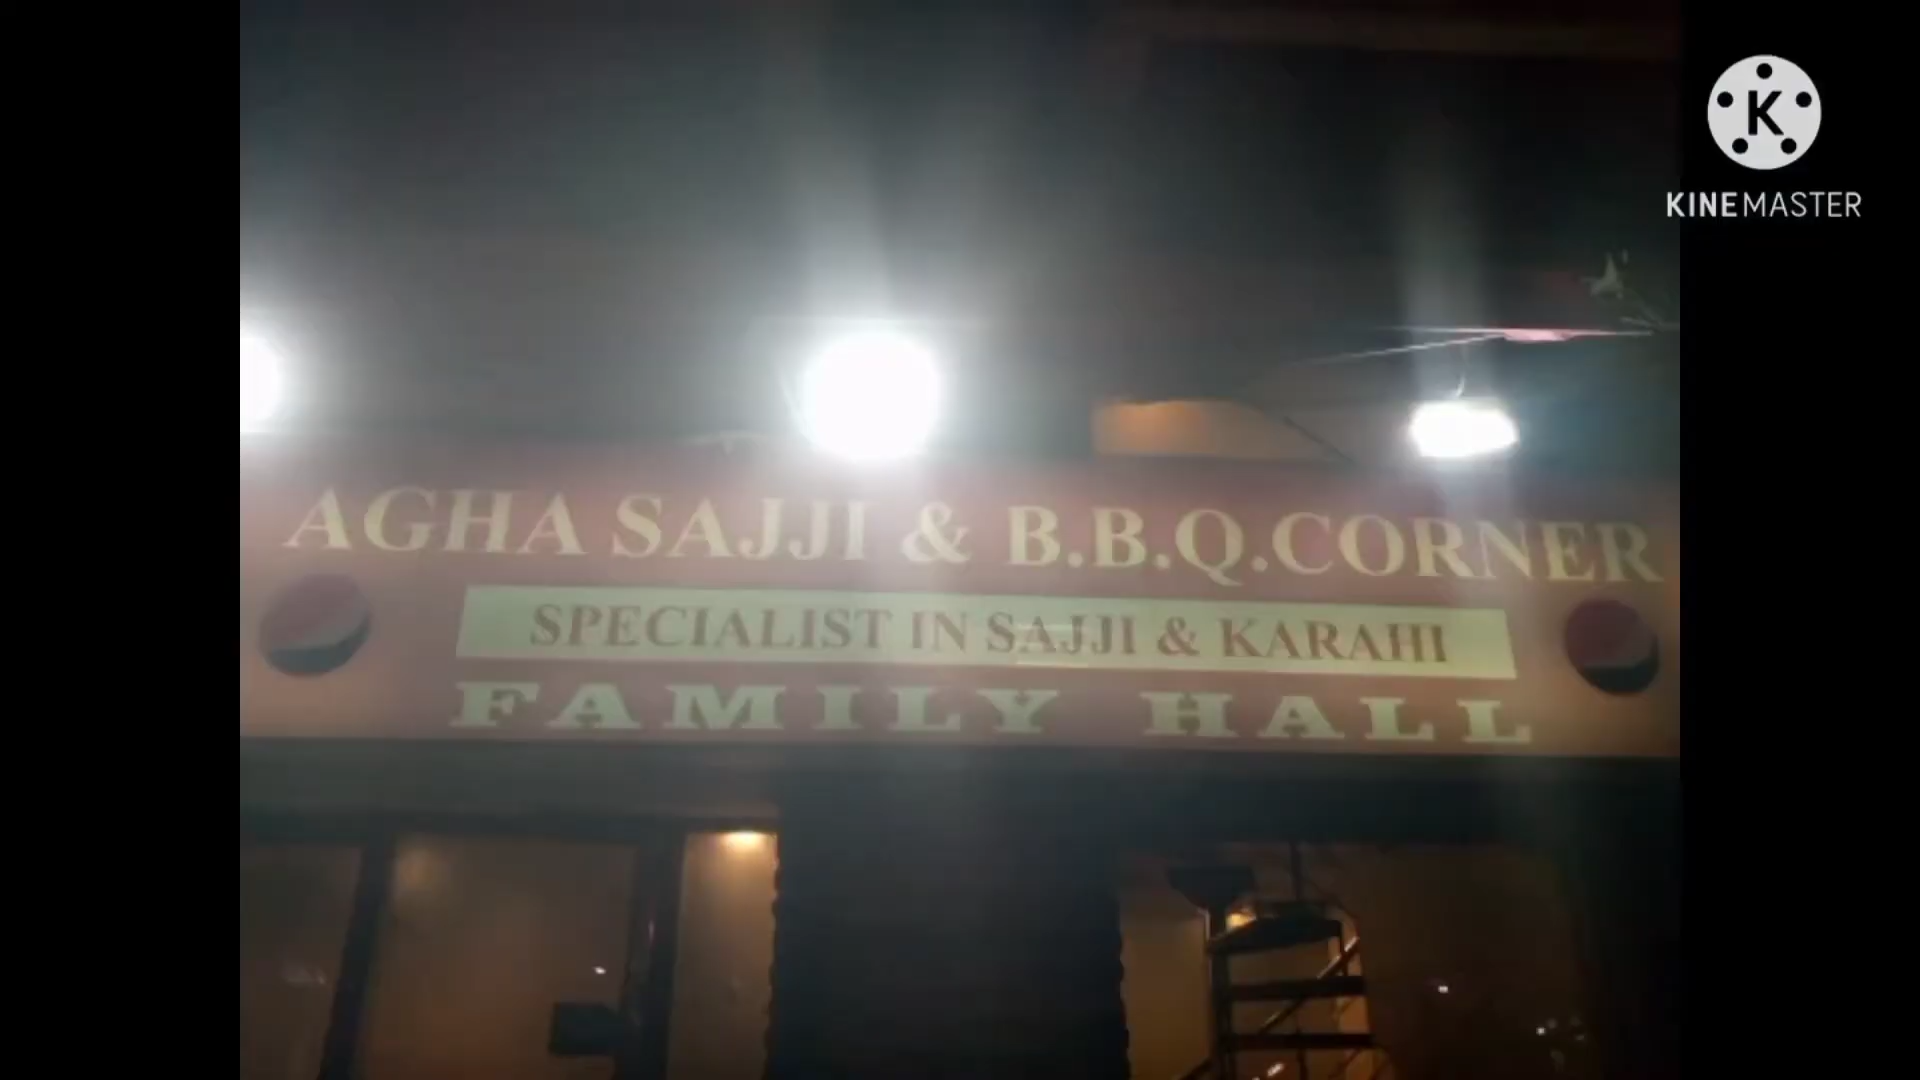 K
KINEMASTER
AGHA SAJJI & B.B.Q.CORNER
SPECIALIST IN SAJJI & KARAHI
FAMILY HALL